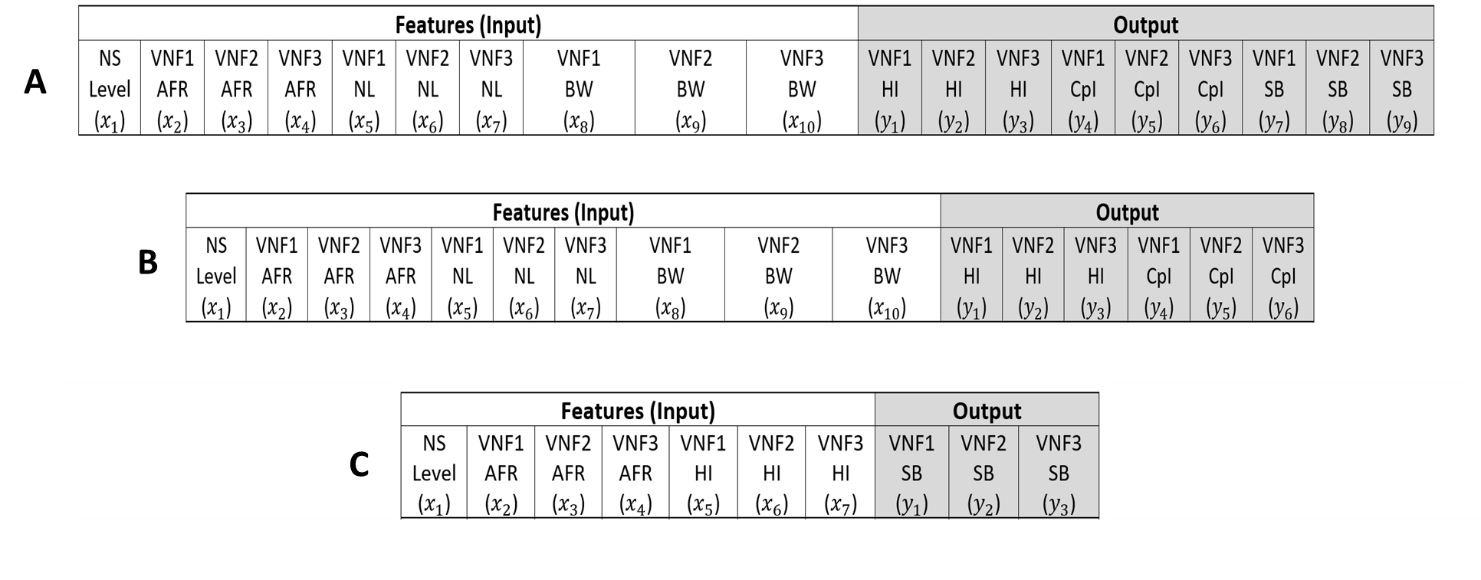 A
Features (Input) Output
NS VNF1 VNF2 VNF3 VNF1 VNF2 VNF3 VNF1 VNF2 VNF3 VNF1 VNF2 VNF3 VNF1 VNF2 VNF3 VNF1 VNF2 VNF3
Level AFR AFR AFR NL NL NL BW BW BW HI HI HI CpI CpI CpI SB SB SB
(x₁) (x₂) (x₃) (x₄) (x₅) (x₆) (x₇) (x₈) (x₉) (x₁₀) (y₁) (y₂) (y₃) (y₄) (y₅) (y₆) (y₇) (y₈) (y₉)
B
Features (Input) Output
NS VNF1 VNF2 VNF3 VNF1 VNF2 VNF3 VNF1 VNF2 VNF3 VNF1 VNF2 VNF3 VNF1 VNF2 VNF3
Level AFR AFR AFR NL NL NL BW BW BW HI HI HI CpI CpI CpI
(x₁) (x₂) (x₃) (x₄) (x₅) (x₆) (x₇) (x₈) (x₉) (x₁₀) (y₁) (y₂) (y₃) (y₄) (y₅) (y₆)
C
Features (Input) Output
NS VNF1 VNF2 VNF3 VNF1 VNF2 VNF3 VNF1 VNF2 VNF3
Level AFR AFR AFR HI HI HI SB SB SB
(x₁) (x₂) (x₃) (x₄) (x₅) (x₆) (x₇) (y₁) (y₂) (y₃)